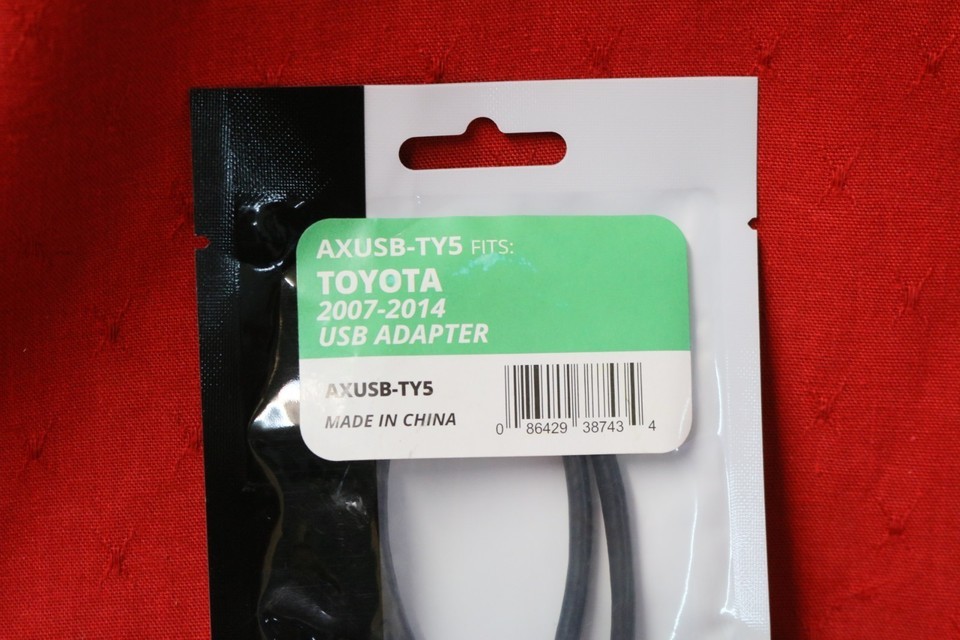 AXUSB-TY5 FITS:
TOYOTA
2007-2014
USB ADAPTER
AXUSB-TY5
MADE IN CHINA
0 86429 38743 4